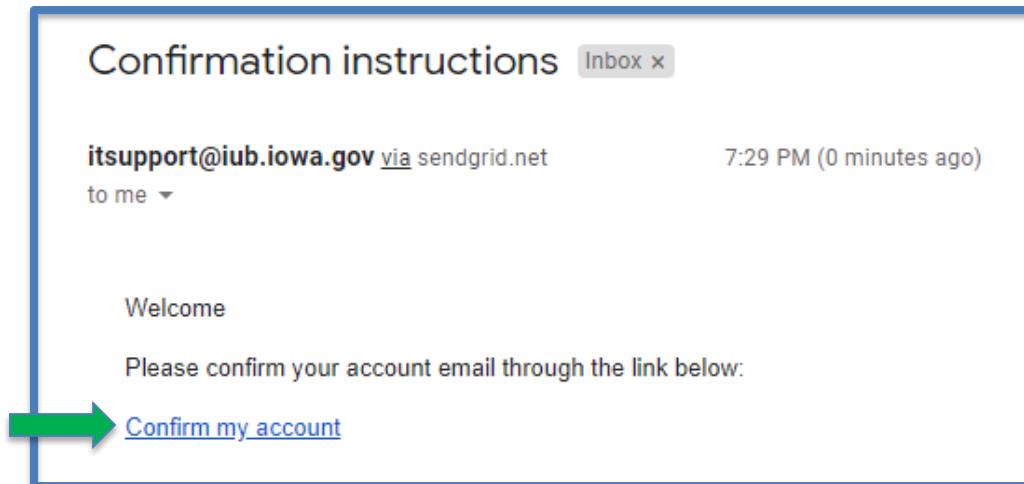 Confirmation instructions Inbox x
itsupport@iub.iowa.gov via sendgrid.net 7:29 PM (0 minutes ago)
to me
Welcome
Please confirm your account email through the link below:
Confirm my account